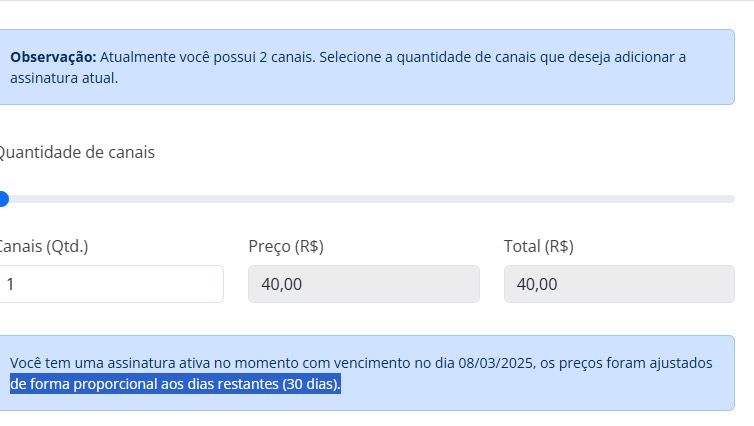 Observação: Atualmente você possui 2 canais. Selecione a quantidade de canais que deseja adicionar a
assinatura atual.
Quantidade de canais
Canais (Qtd.)
Preço (R$)
Total (R$)
1
40,00
40,00
Você tem uma assinatura ativa no momento com vencimento no dia 08/03/2025, os preços foram ajustados
de forma proporcional aos dias restantes (30 dias).